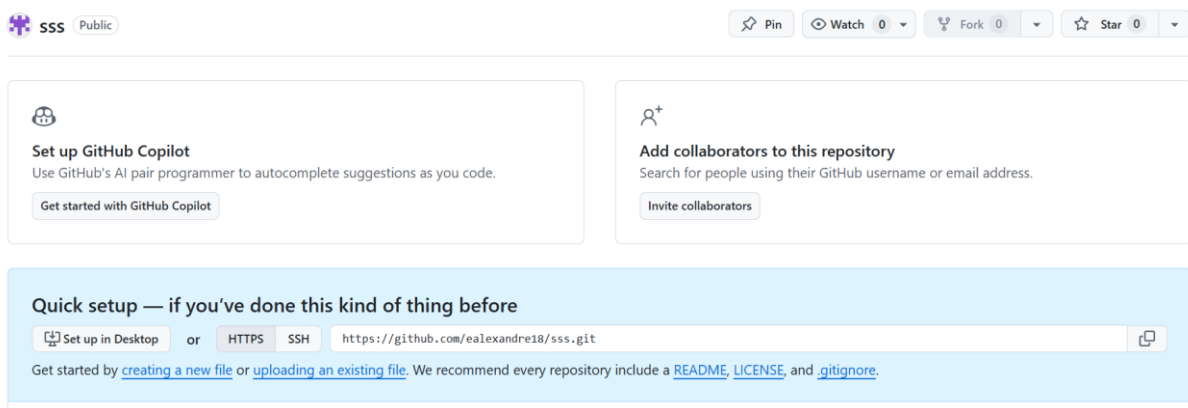 sss Public Pin Watch 0 Fork 0 Star 0
Set up GitHub Copilot
Use GitHub's AI pair programmer to autocomplete suggestions as you code.
Get started with GitHub Copilot
Add collaborators to this repository
Search for people using their GitHub username or email address.
Invite collaborators
Quick setup — if you've done this kind of thing before
Set up in Desktop or HTTPS SSH https://github.com/ealexandre18/sss.git
Get started by creating a new file or uploading an existing file. We recommend every repository include a README, LICENSE, and .gitignore.